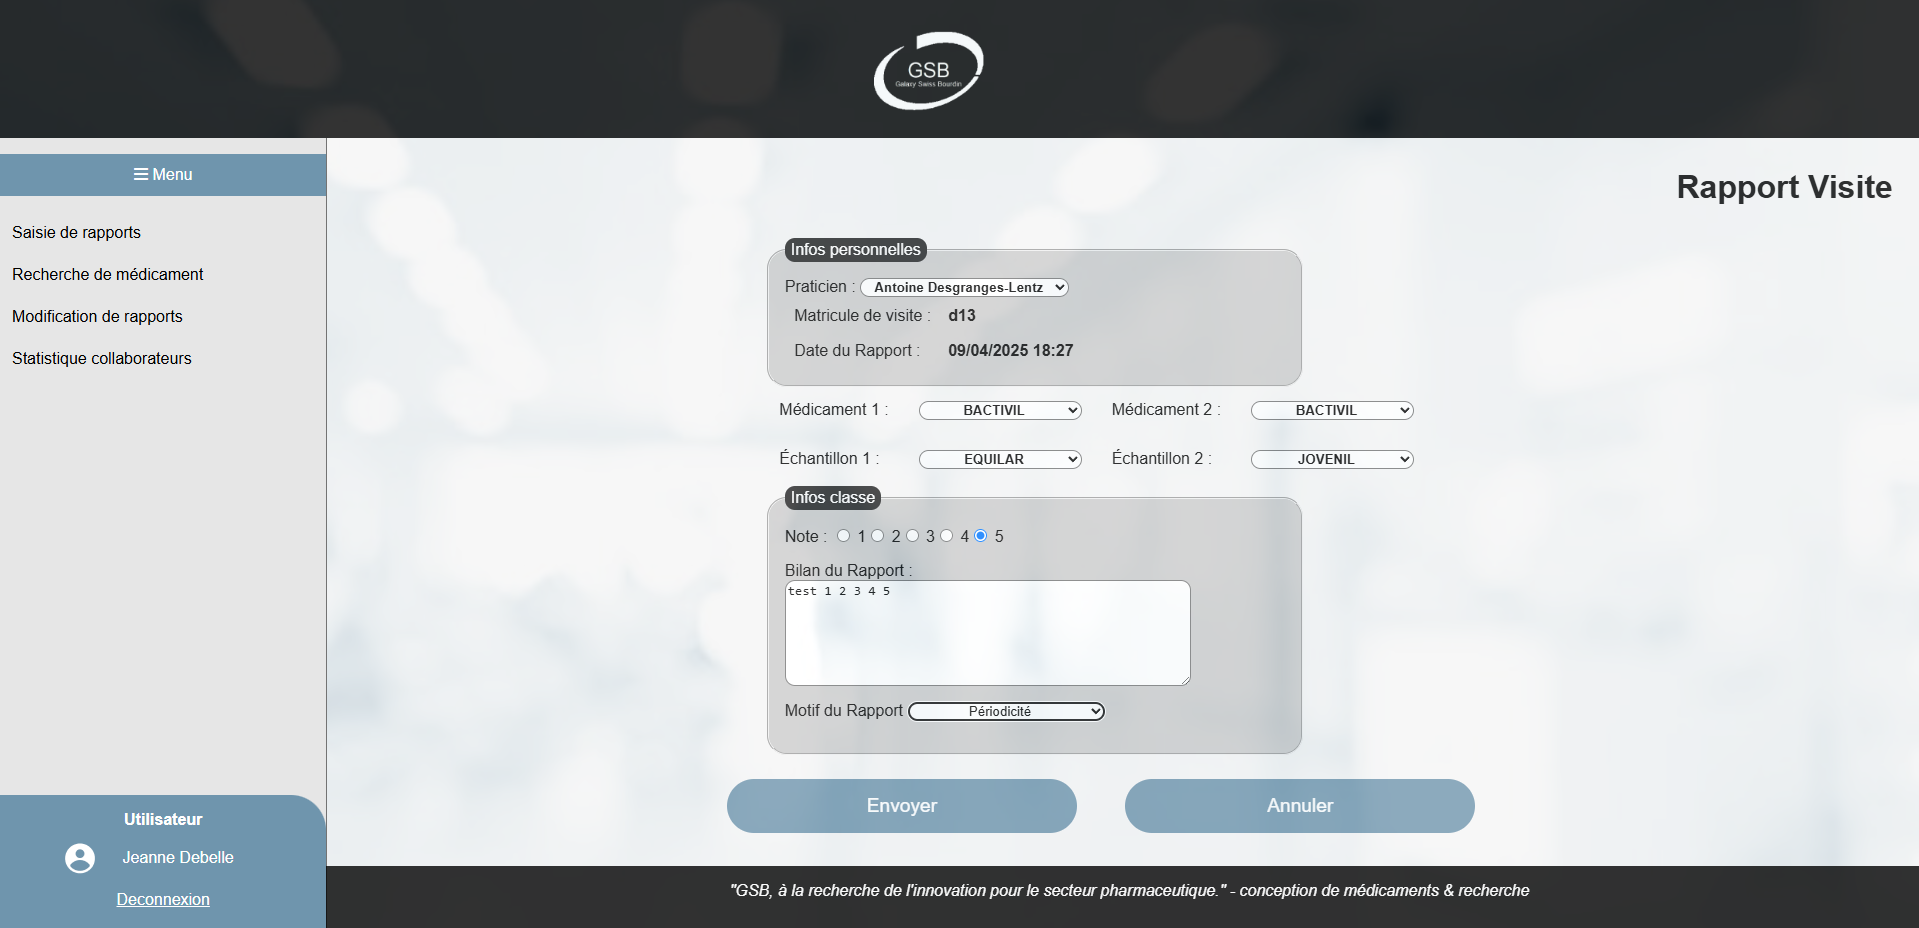 GSB
Galaxy Swiss Bourdin
Menu
Saisie de rapports
Recherche de médicament
Modification de rapports
Statistique collaborateurs
Utilisateur
Jeanne Debelle
Deconnexion
Rapport Visite
Infos personnelles
Praticien : Antoine Desgranges-Lentz
Matricule de visite : d13
Date du Rapport : 09/04/2025 18:27
Médicament 1 : BACTIVIL Médicament 2 : BACTIVIL
Échantillon 1 : EQUILAR Échantillon 2 : JOVENIL
Infos classe
Note : 1 2 3 4 5
Bilan du Rapport :
test 1 2 3 4 5
Motif du Rapport Périodicité
Envoyer Annuler
"GSB, à la recherche de l'innovation pour le secteur pharmaceutique." - conception de médicaments & recherche